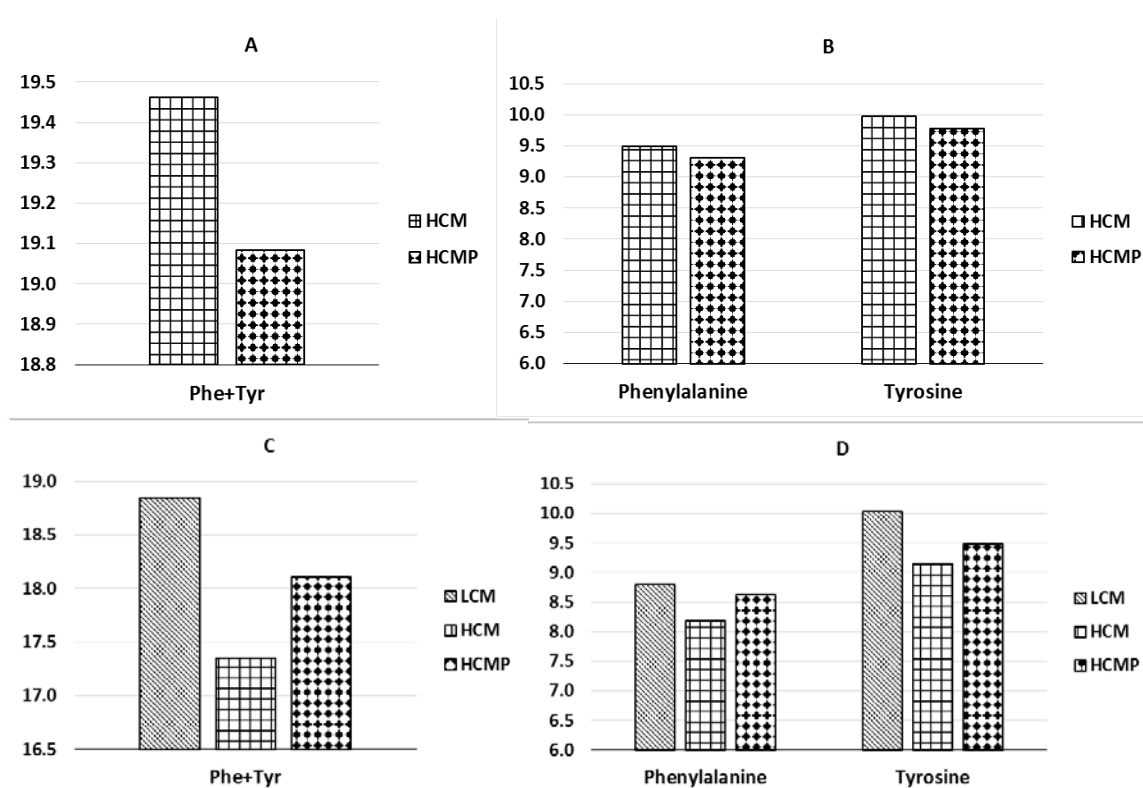 A
19.5
19.4
19.3
19.2
19.1
19.0
18.9
18.8
Phe+Tyr
HCM
HCMP
B
10.5
10.0
9.5
9.0
8.5
8.0
7.5
7.0
6.5
6.0
Phenylalanine Tyrosine
HCM
HCMP
C
19.0
18.5
18.0
17.5
17.0
16.5
Phe+Tyr
LCM
HCM
HCMP
D
10.5
10.0
9.5
9.0
8.5
8.0
7.5
7.0
6.5
6.0
Phenylalanine Tyrosine
LCM
HCM
HCMP